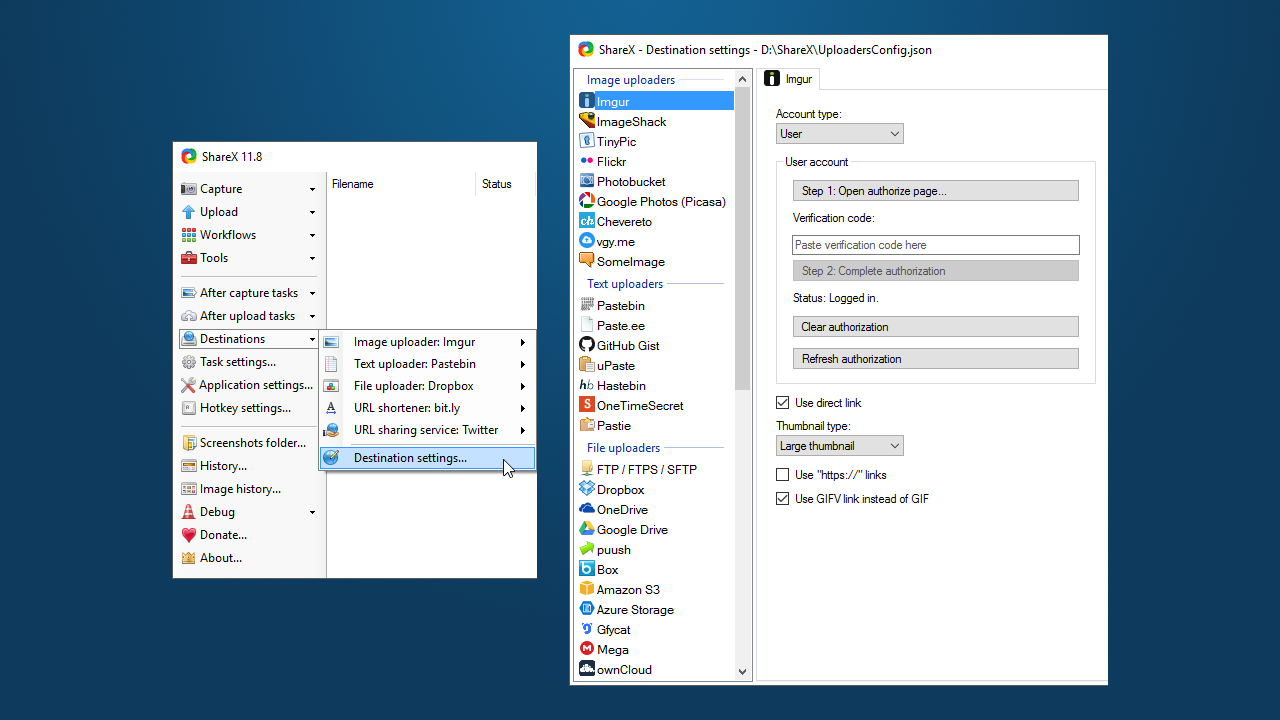 ShareX 11.8
Capture
Upload
Workflows
Tools
After capture tasks
After upload tasks
Destinations
Task settings...
Application settings...
Hotkey settings...
Screenshots folder...
History...
Image history...
Debug
Donate...
About...
Filename
Status
Image uploader: Imgur
Text uploader: Pastebin
File uploader: Dropbox
URL shortener: bit.ly
URL sharing service: Twitter
Destination settings...
ShareX - Destination settings - D:\ShareX\UploadersConfig.json
Image uploaders
Imgur
ImageShack
TinyPic
Flickr
Photobucket
Google Photos (Picasa)
Chevereto
vgy.me
SomeImage
Text uploaders
Pastebin
Paste.ee
GitHub Gist
uPaste
Hastebin
OneTimeSecret
Pastie
File uploaders
FTP / FTPS / SFTP
Dropbox
OneDrive
Google Drive
puush
Box
Amazon S3
Azure Storage
Gfycat
Mega
ownCloud
Imgur
Account type:
User
User account
Step 1: Open authorize page...
Verification code:
Paste verification code here
Step 2: Complete authorization
Status: Logged in.
Clear authorization
Refresh authorization
Use direct link
Thumbnail type:
Large thumbnail
Use "https://" links
Use GIFV link instead of GIF